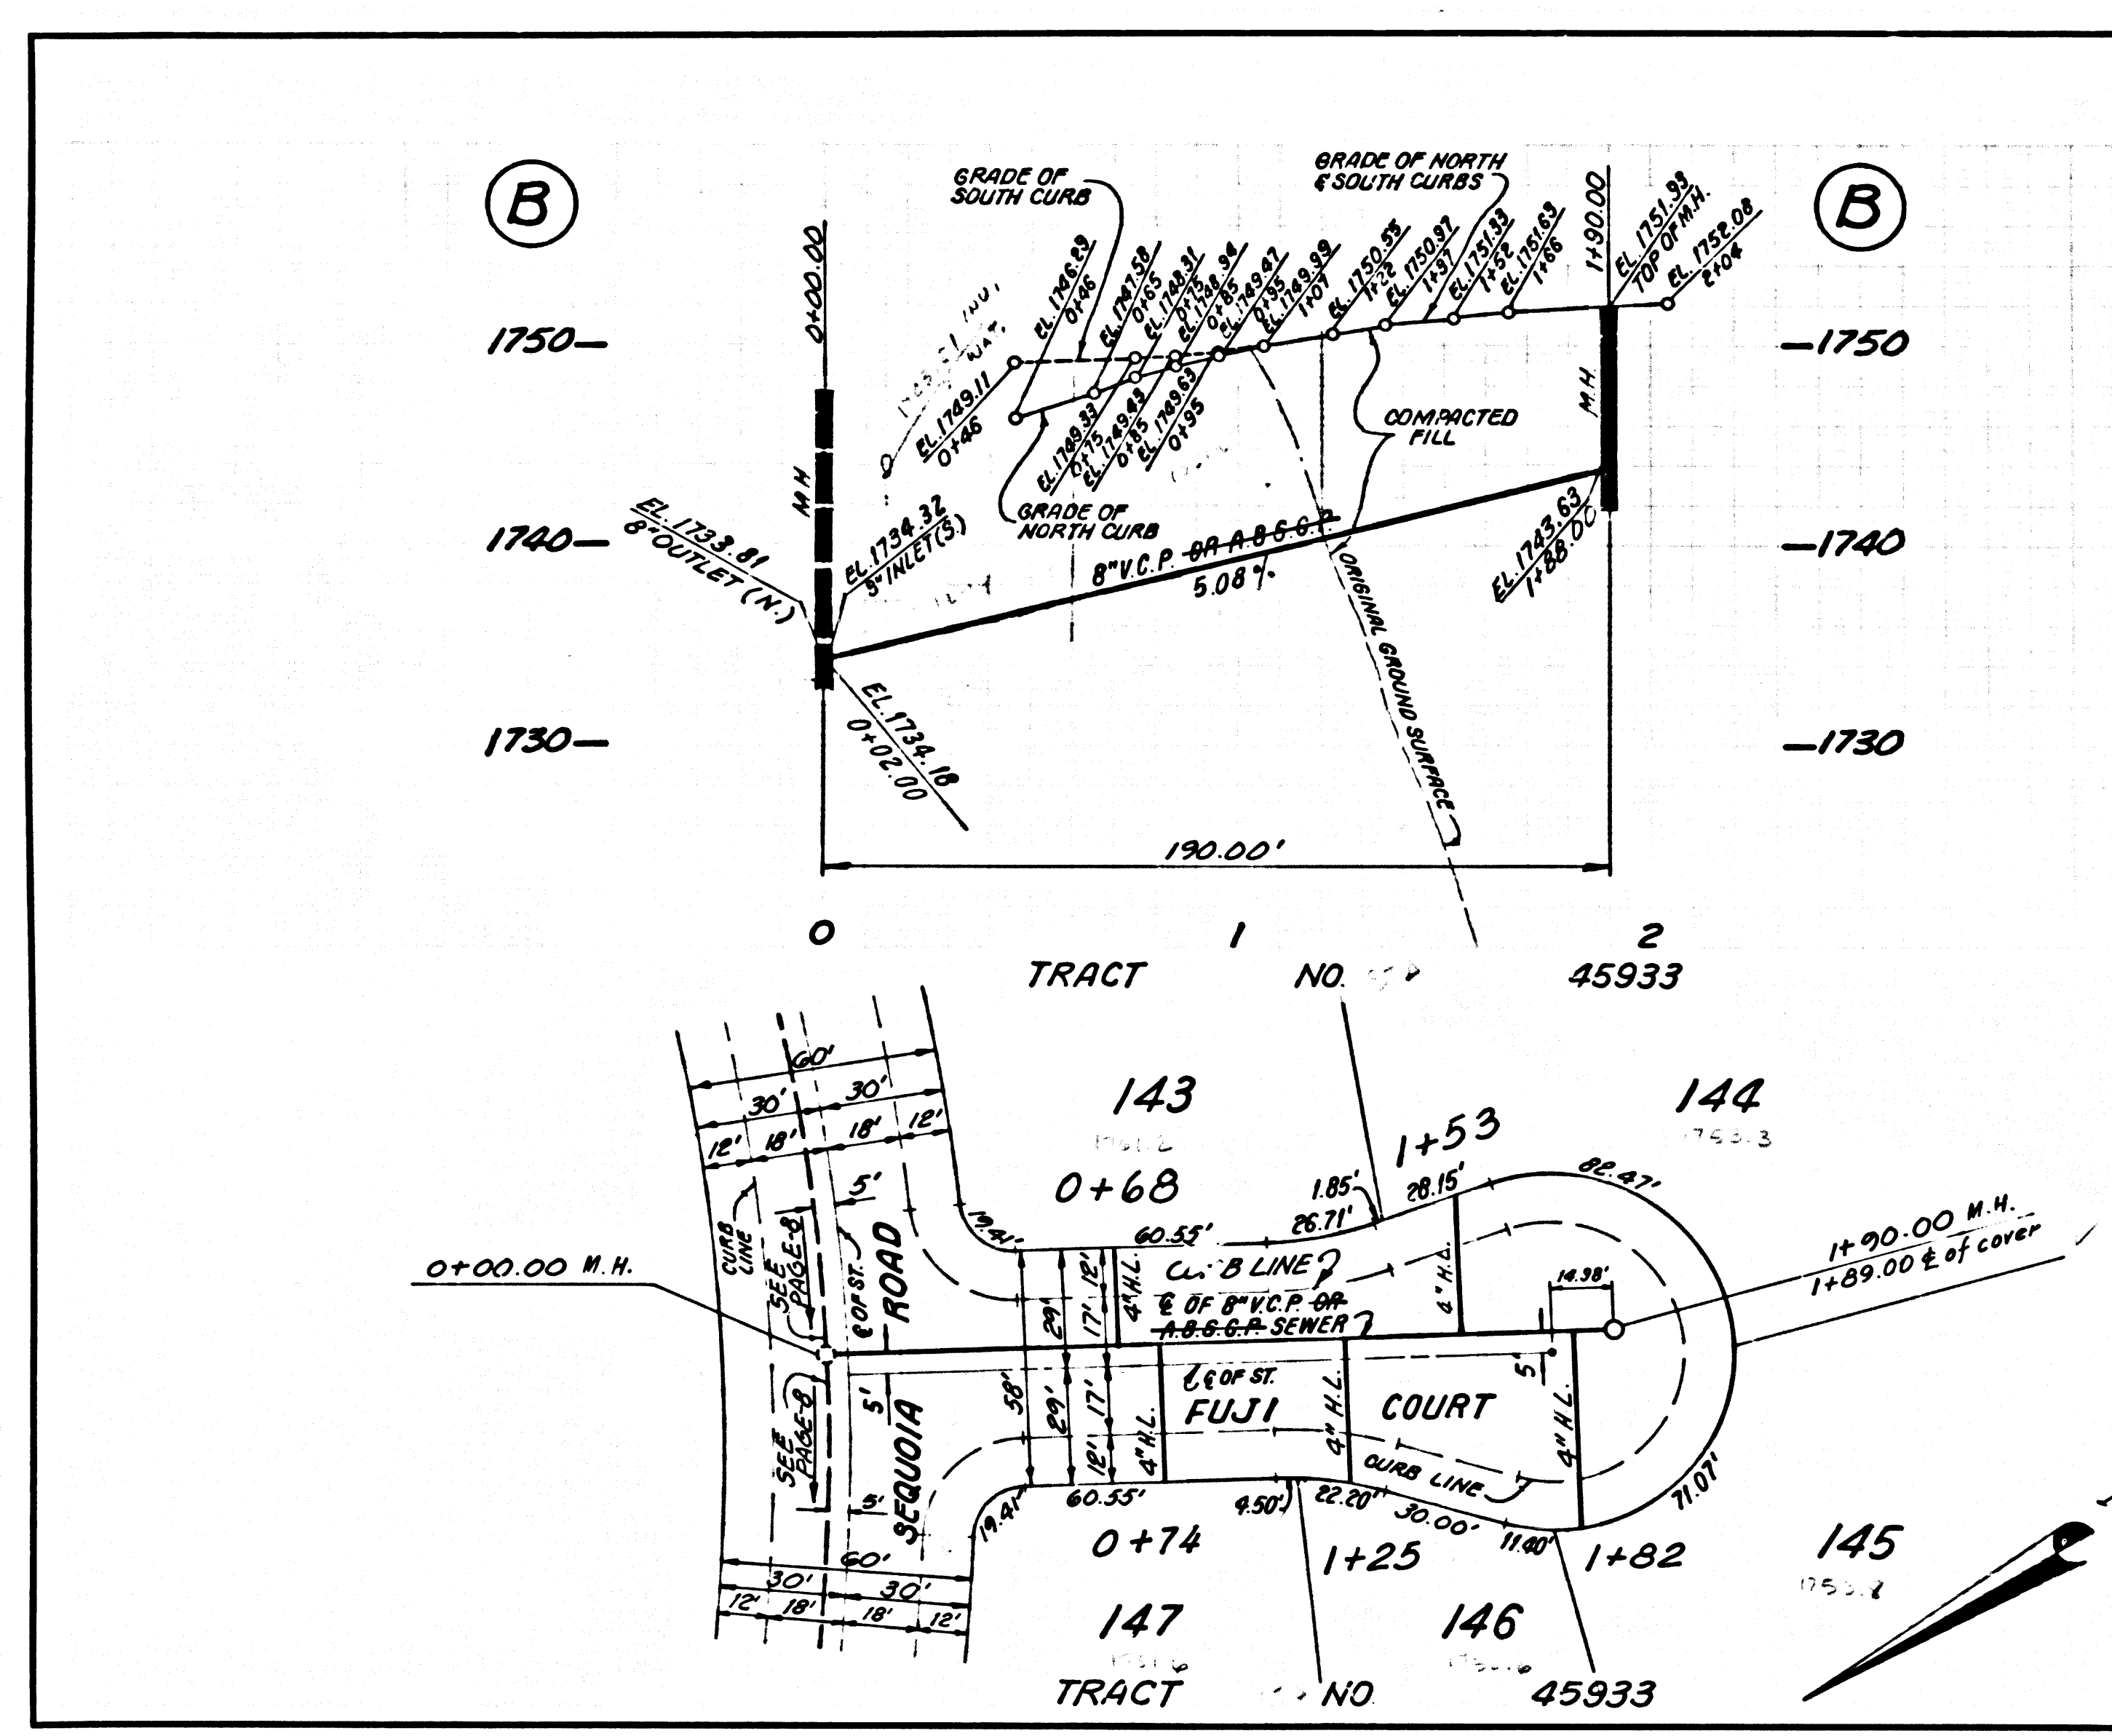 B
B
GRADE OF
SOUTH CURB
GRADE OF NORTH
& SOUTH CURBS
0+00.00
EL. 1746.29
0+46
EL. 1747.58
0+65
EL. 1748.31
0+75
EL. 1748.94
0+85
EL. 1749.47
0+95
EL. 1749.99
1+07
EL. 1750.55
1+22
EL. 1750.97
1+37
EL. 1751.33
1+52
EL. 1751.63
1+66
1+90.00
EL. 1751.93
TOP OF M.H.
EL. 1752.08
2+04
1750
1750
EL. 1749.11
0+46
EL. 1749.33
0+75
EL. 1749.43
0+85
EL. 1749.63
0+95
GRADE OF
NORTH CURB
COMPACTED
FILL
M.H.
M.H.
1740
1740
EL. 1733.81
8" OUTLET (N.)
EL. 1734.32
8" INLET (S.)
8" V.C.P. OR A.B.S.G.P.
5.08%
EL. 1743.63
1+88.00
ORIGINAL GROUND SURFACE
1730
1730
EL. 1734.18
0+02.00
190.00'
0
1
2
TRACT NO. 45933
60'
30'
30'
12'
18'
18'
12'
143
144
1753.3
1+53
0+68
5'
CURB
LINE
SEE
PAGE-8
℄ OF ST.
ROAD
19.41'
60.55'
26.71'
1.85'
28.15'
82.47'
0+00.00 M.H.
1+90.00 M.H.
1+89.00 ℄ of cover
14.98'
29'
12'
17'
4" H.L.
CURB LINE
℄ OF 8" V.C.P. OR
A.B.S.G.P. SEWER
4" H.L.
58'
29'
17'
12'
4" H.L.
℄ OF ST.
FUJI COURT
4" H.L.
5'
4" H.L.
CURB LINE
SEE
PAGE-8
5'
5'
SEQUOIA
19.41'
60.55'
4.50'
22.20'
30.00'
11.40'
71.07'
0+74
1+25
1+82
145
60'
30'
30'
12'
18'
18'
12'
147
146
TRACT NO. 45933